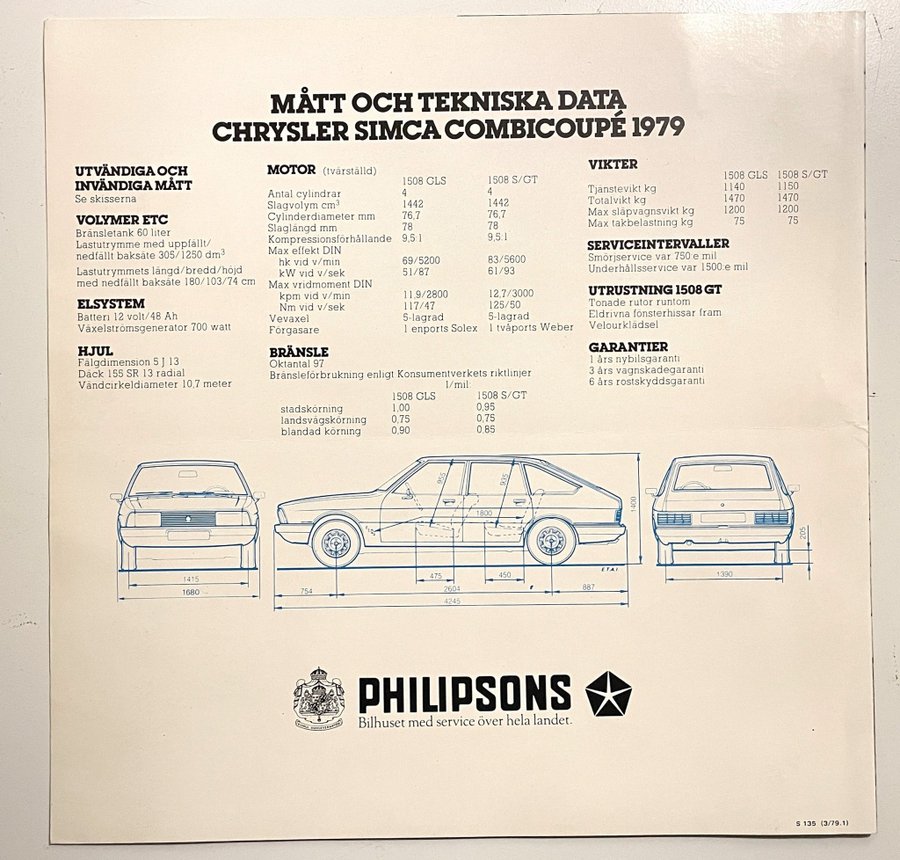 MÅTT OCH TEKNISKA DATA
CHRYSLER SIMCA COMBICOUPÉ 1979
UTVÄNDIGA OCH
INVÄNDIGA MÅTT
Se skisserna
VOLYMER ETC
Bränsletank 60 liter
Lastutrymme med uppfällt/
nedfällt baksäte 305/1250 dm³
Lastutrymmets längd/bredd/höjd
med nedfällt baksäte 180/103/74 cm
ELSYSTEM
Batteri 12 volt/48 Ah
Växelströmsgenerator 700 watt
HJUL
Fälgdimension 5 J 13
Däck 155 SR 13 radial
Vändcirkeldiameter 10,7 meter
MOTOR (tvärställd)
1508 GLS 1508 S/GT
Antal cylindrar 4 4
Slagvolym cm³ 1442 1442
Cylinderdiameter mm 76,7 76,7
Slaglängd mm 78 78
Kompressionsförhållande 9,5:1 9,5:1
Max effekt DIN
hk vid v/min 69/5200 83/5600
kW vid v/sek 51/87 61/93
Max vridmoment DIN
kpm vid v/min 11,9/2800 12,7/3000
Nm vid v/sek 117/47 125/50
Vevaxel 5-lagrad 5-lagrad
Förgasare 1 enports Solex 1 tvåports Weber
BRÄNSLE
Oktantal 97
Bränsleförbrukning enligt Konsumentverkets riktlinjer
l/mil:
1508 GLS 1508 S/GT
stadskörning 1,00 0,95
landsvägskörning 0,75 0,75
blandad körning 0,90 0,85
VIKTER
1508 GLS 1508 S/GT
Tjänstevikt kg 1140 1150
Totalvikt kg 1470 1470
Max släpvagnsvikt kg 1200 1200
Max takbelastning kg 75 75
SERVICEINTERVALLER
Smörjservice var 750:e mil
Underhållsservice var 1500:e mil
UTRUSTNING 1508 GT
Tonade rutor runtom
Eldrivna fönsterhissar fram
Velourklädsel
GARANTIER
1 års nybilsgaranti
3 års vagnskadegaranti
6 års rostskyddsgaranti
1415
1680
955
900
1800
1400
475
450
E.T.A.I
754
2604
887
4245
205
1390
PHILIPSONS
Bilhuset med service över hela landet.
S 135 (3/79.1)